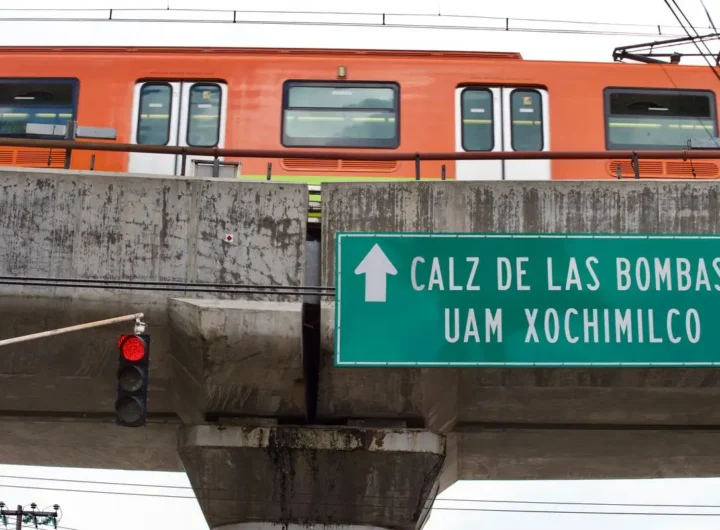 CALZ DE LAS BOMBAS
UAM XOCHIMILCO